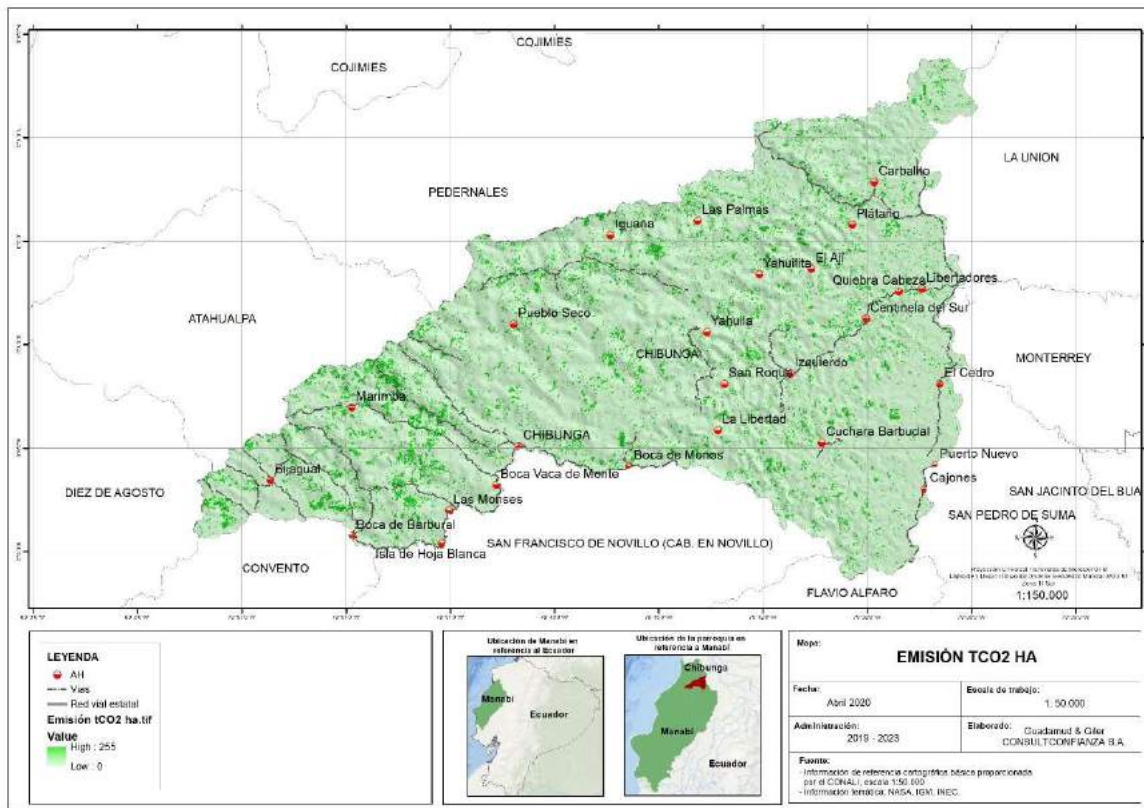 COJIMIES
COJIMIES
LA UNION
Carballo
PEDERNALES
Las Palmas
Plátano
Iguana
Yahuilita
El Ají
Quiebra Cabeza
Libertadores
Centinela del Sur
ATAHUALPA
Pueblo Seco
Yahuila
CHIBUNGA
MONTERREY
San Roque
Izquierdo
El Cedro
Marimba
La Libertad
CHIBUNGA
Cuchara Barbudal
Boca de Monos
Bijagual
Boca Vaca de Monte
Puerto Nuevo
Cajones
DIEZ DE AGOSTO
Las Monses
SAN JACINTO DEL BUA
SAN PEDRO DE SUMA
Boca de Barbural
Isla de Hoja Blanca
SAN FRANCISCO DE NOVILLO (CAB. EN NOVILLO)
CONVENTO
FLAVIO ALFARO
1:150.000
LEYENDA
AH
Vias
Red vial estatal
Emisión tCO2 ha.tif
Value
High : 255
Low : 0
Ubicación de Manabí en
referencia al Ecuador
Manabí
Ecuador
Ubicación de la parroquia en
referencia a Manabí
Chibunga
Manabí
Ecuador
Mapa:
EMISIÓN TCO2 HA
Fecha:
Abril 2020
Escala de trabajo:
1: 50.000
Administración:
2019 - 2023
Elaborado:
Guadamud & Giler
CONSULTCONFIANZA S.A.
Fuente:
- Información de referencia cartográfica básica proporcionada
por el CONALI, escala 1:50.000
- Información temática, NASA, IGM, INEC.